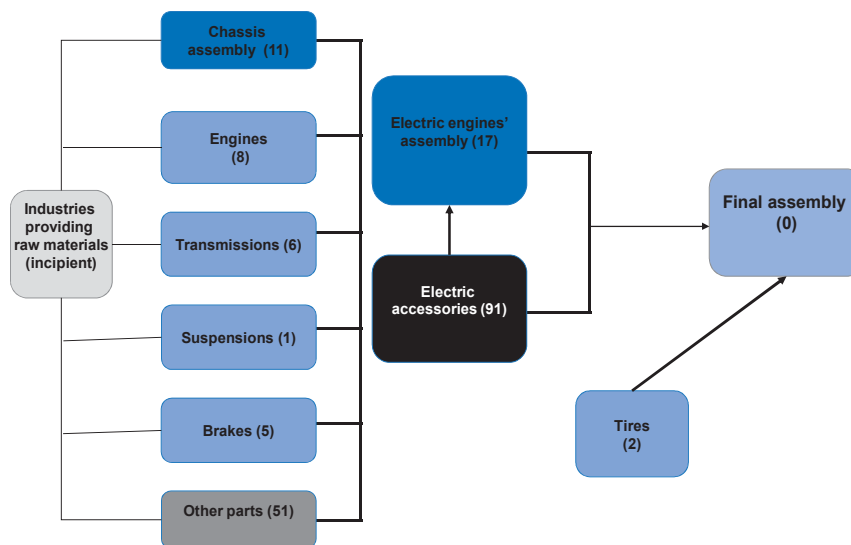 Chassis
assembly (11)
Engines
(8)
Industries
providing
raw materials
(incipient)
Transmissions (6)
Suspensions (1)
Brakes (5)
Other parts (51)
Electric engines’
assembly (17)
Electric
accessories (91)
Final assembly
(0)
Tires
(2)